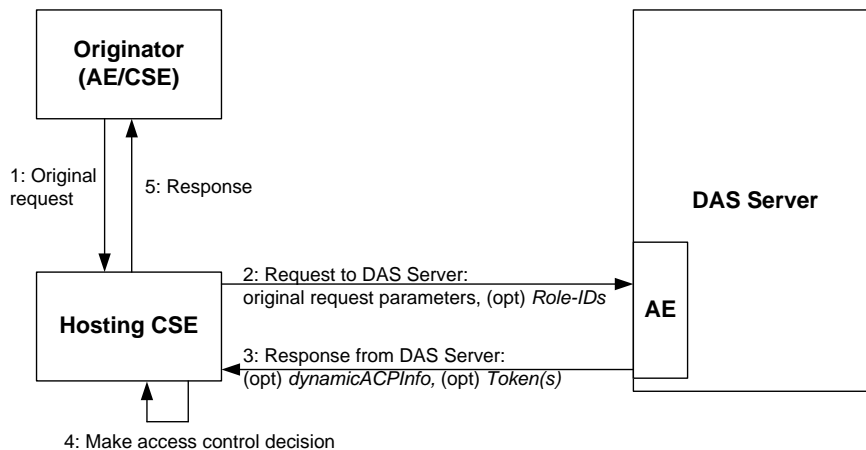 Originator
(AE/CSE)
1: Original
request
5: Response
DAS Server
2: Request to DAS Server:
original request parameters, (opt) Role-IDs
AE
Hosting CSE
3: Response from DAS Server:
(opt) dynamicACPInfo, (opt) Token(s)
4: Make access control decision